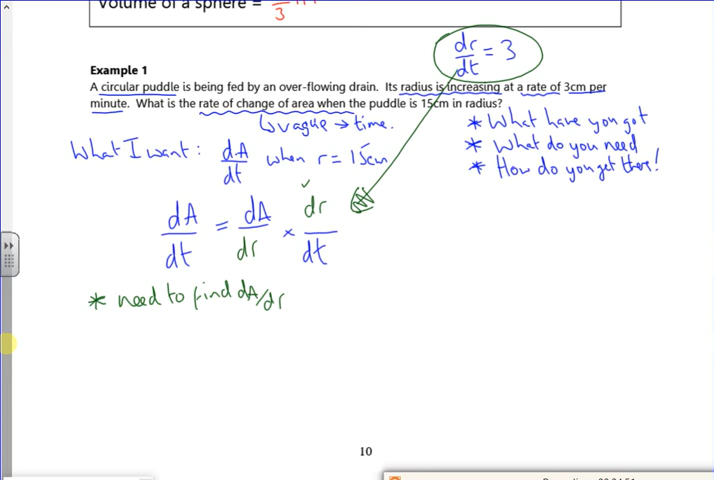 Volume of a sphere =
3
dr/dt = 3
Example 1
A circular puddle is being fed by an over-flowing drain. Its radius is increasing at a rate of 3cm per
minute. What is the rate of change of area when the puddle is 15cm in radius?
↳ vague → time.
* What have you got
What I want: dA/dt when r = 15cm
* What do you need
* How do you get there!
dA/dt = dA/dr × dr/dt
* need to find dA/dr
10